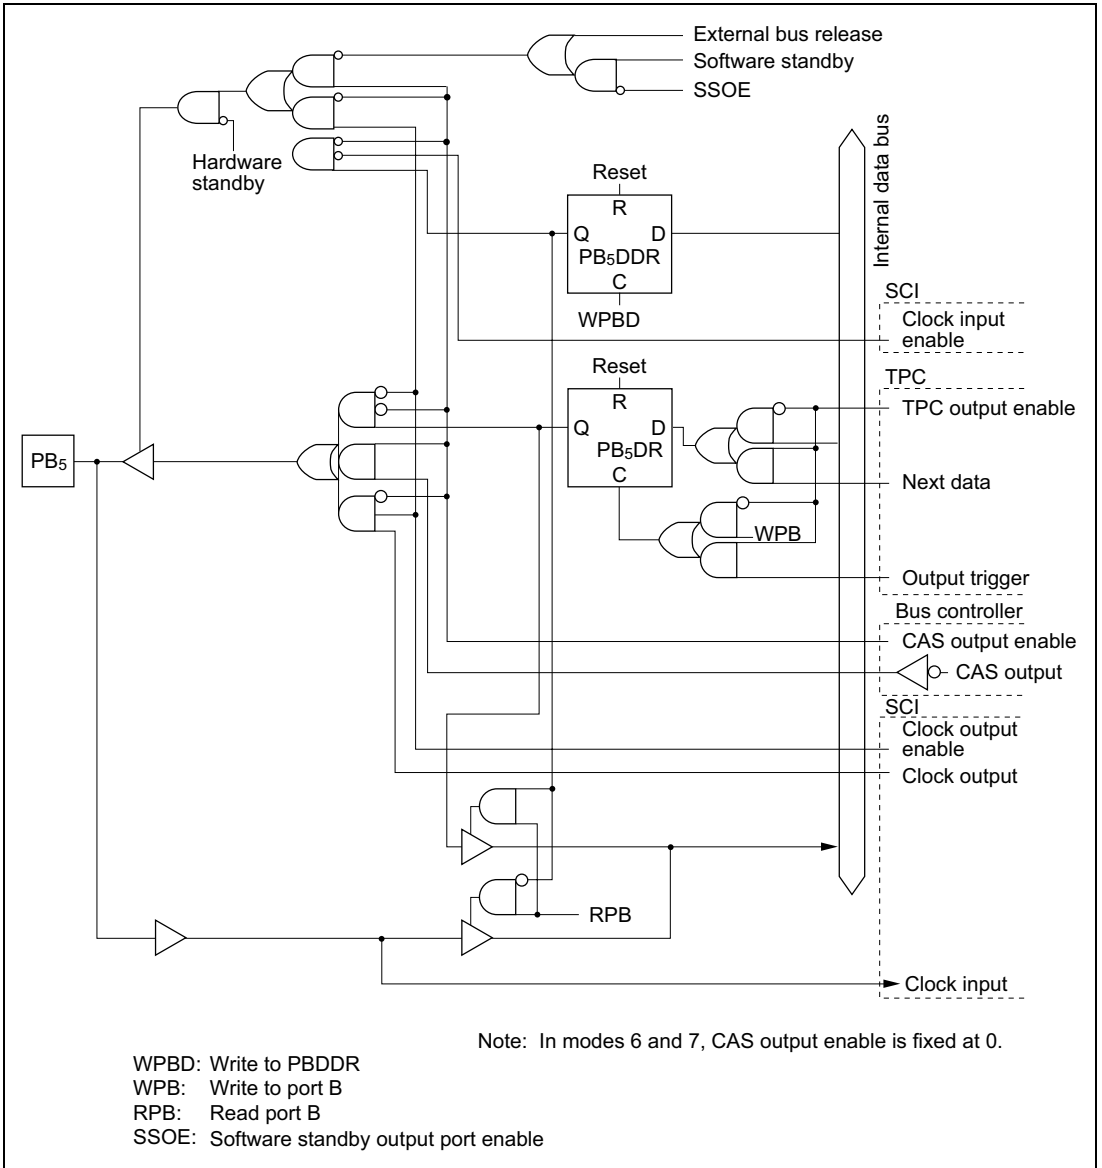 External bus release
Software standby
SSOE
Hardware
standby
Internal data bus
Reset
R
Q D
PB5DDR
C
WPBD
SCI
Clock input
enable
Reset
R
Q D
PB5DR
C
TPC
TPC output enable
Next data
WPB
Output trigger
PB5
Bus controller
CAS output enable
CAS output
SCI
Clock output
enable
Clock output
RPB
Clock input
Note: In modes 6 and 7, CAS output enable is fixed at 0.
WPBD: Write to PBDDR
WPB: Write to port B
RPB: Read port B
SSOE: Software standby output port enable